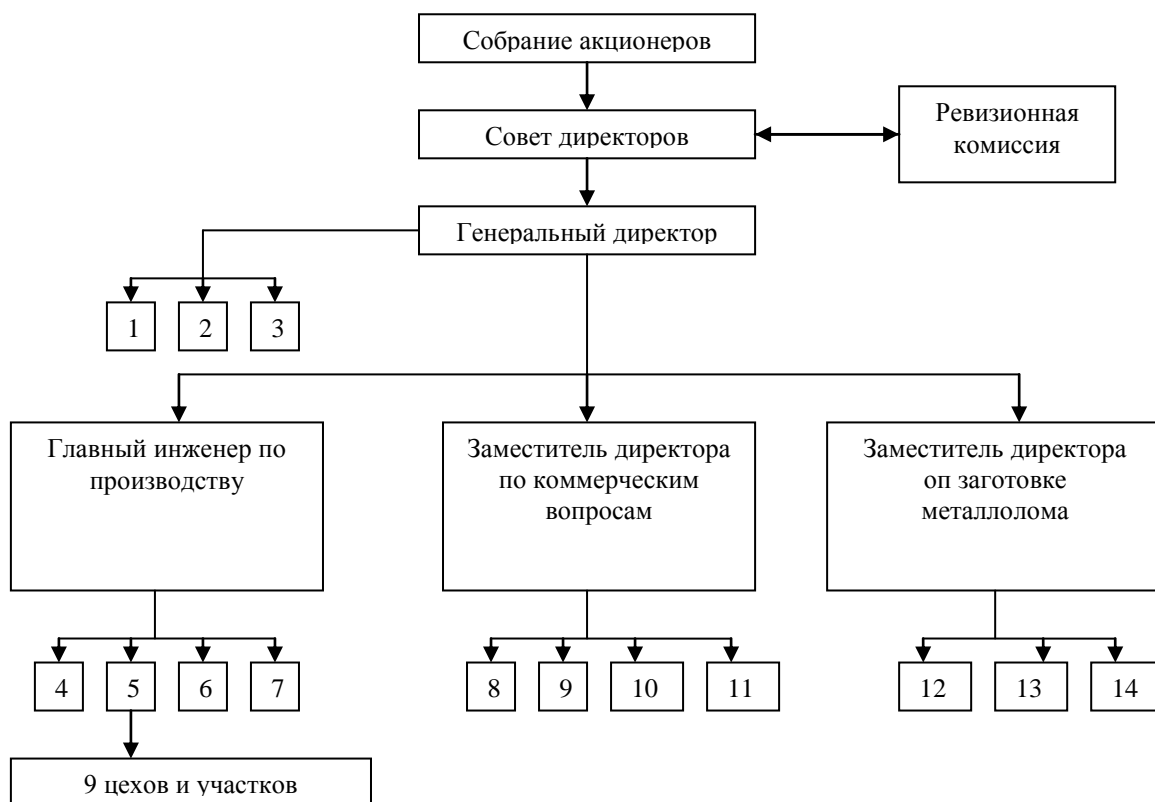 Собрание акционеров
Совет директоров
Ревизионная
комиссия
Генеральный директор
1
2
3
Главный инженер по
производству
Заместитель директора
по коммерческим
вопросам
Заместитель директора
оп заготовке
металлолома
4
5
6
7
8
9
10
11
12
13
14
9 цехов и участков